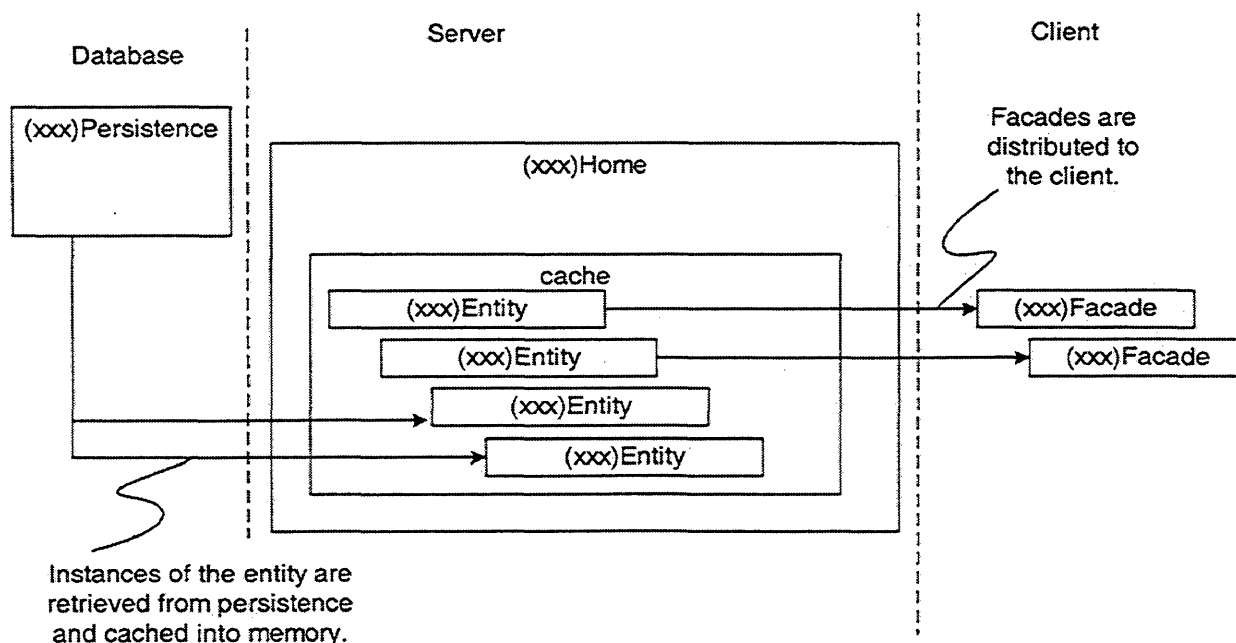 Database
Server
Client
(xxx)Persistence
(xxx)Home
cache
(xxx)Entity
(xxx)Entity
(xxx)Entity
(xxx)Entity
Facades are
distributed to
the client.
(xxx)Facade
(xxx)Facade
Instances of the entity are
retrieved from persistence
and cached into memory.